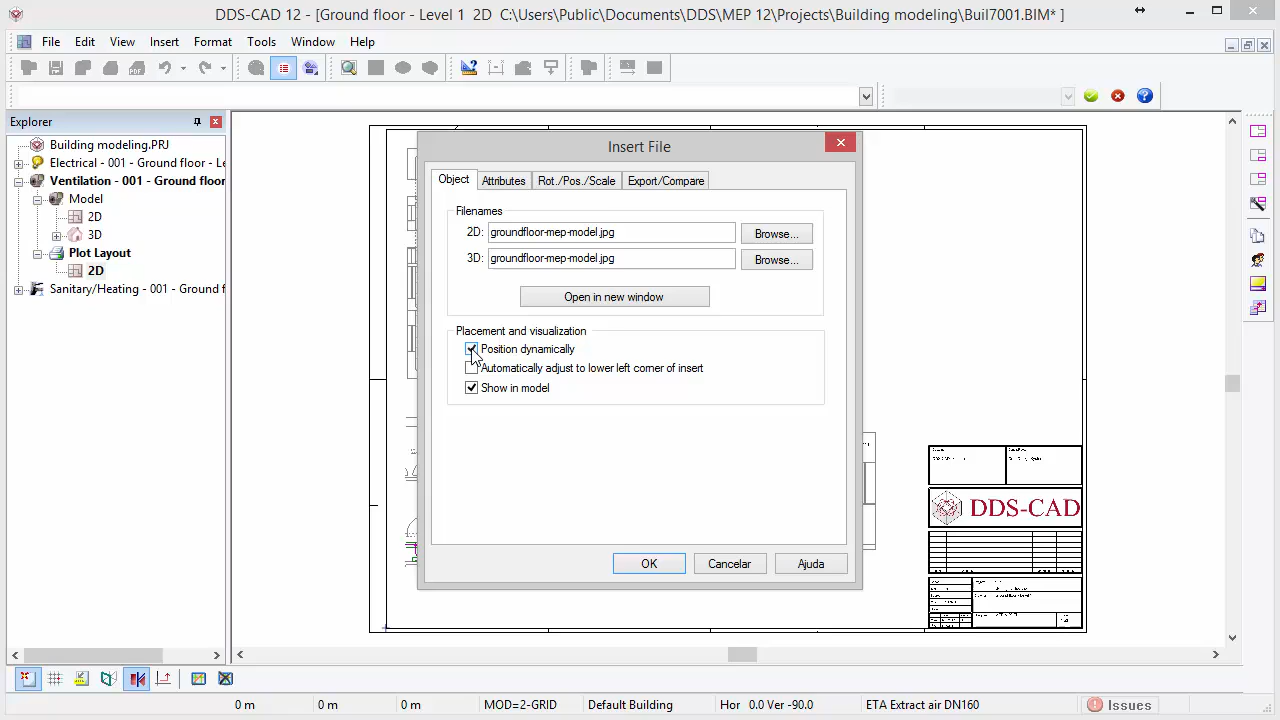 DDS-CAD 12 - [Ground floor - Level 1  2D  C:\Users\Public\Documents\DDS\MEP 12\Projects\Building modeling\Buil7001.BIM* ]
File Edit View Insert Format Tools Window Help
Explorer
Building modeling.PRJ
Electrical - 001 - Ground floor - Le
Ventilation - 001 - Ground floor
Model
2D
3D
Plot Layout
2D
Sanitary/Heating - 001 - Ground f
Insert File
Object Attributes Rot./Pos./Scale Export/Compare
Filenames
2D: groundfloor-mep-model.jpg Browse...
3D: groundfloor-mep-model.jpg Browse...
Open in new window
Placement and visualization
Position dynamically
Automatically adjust to lower left corner of insert
Show in model
OK Cancelar Ajuda
DDS-CAD
0 m 0 m 0 m MOD=2-GRID Default Building Hor 0.0 Ver -90.0 ETA Extract air DN160 Issues